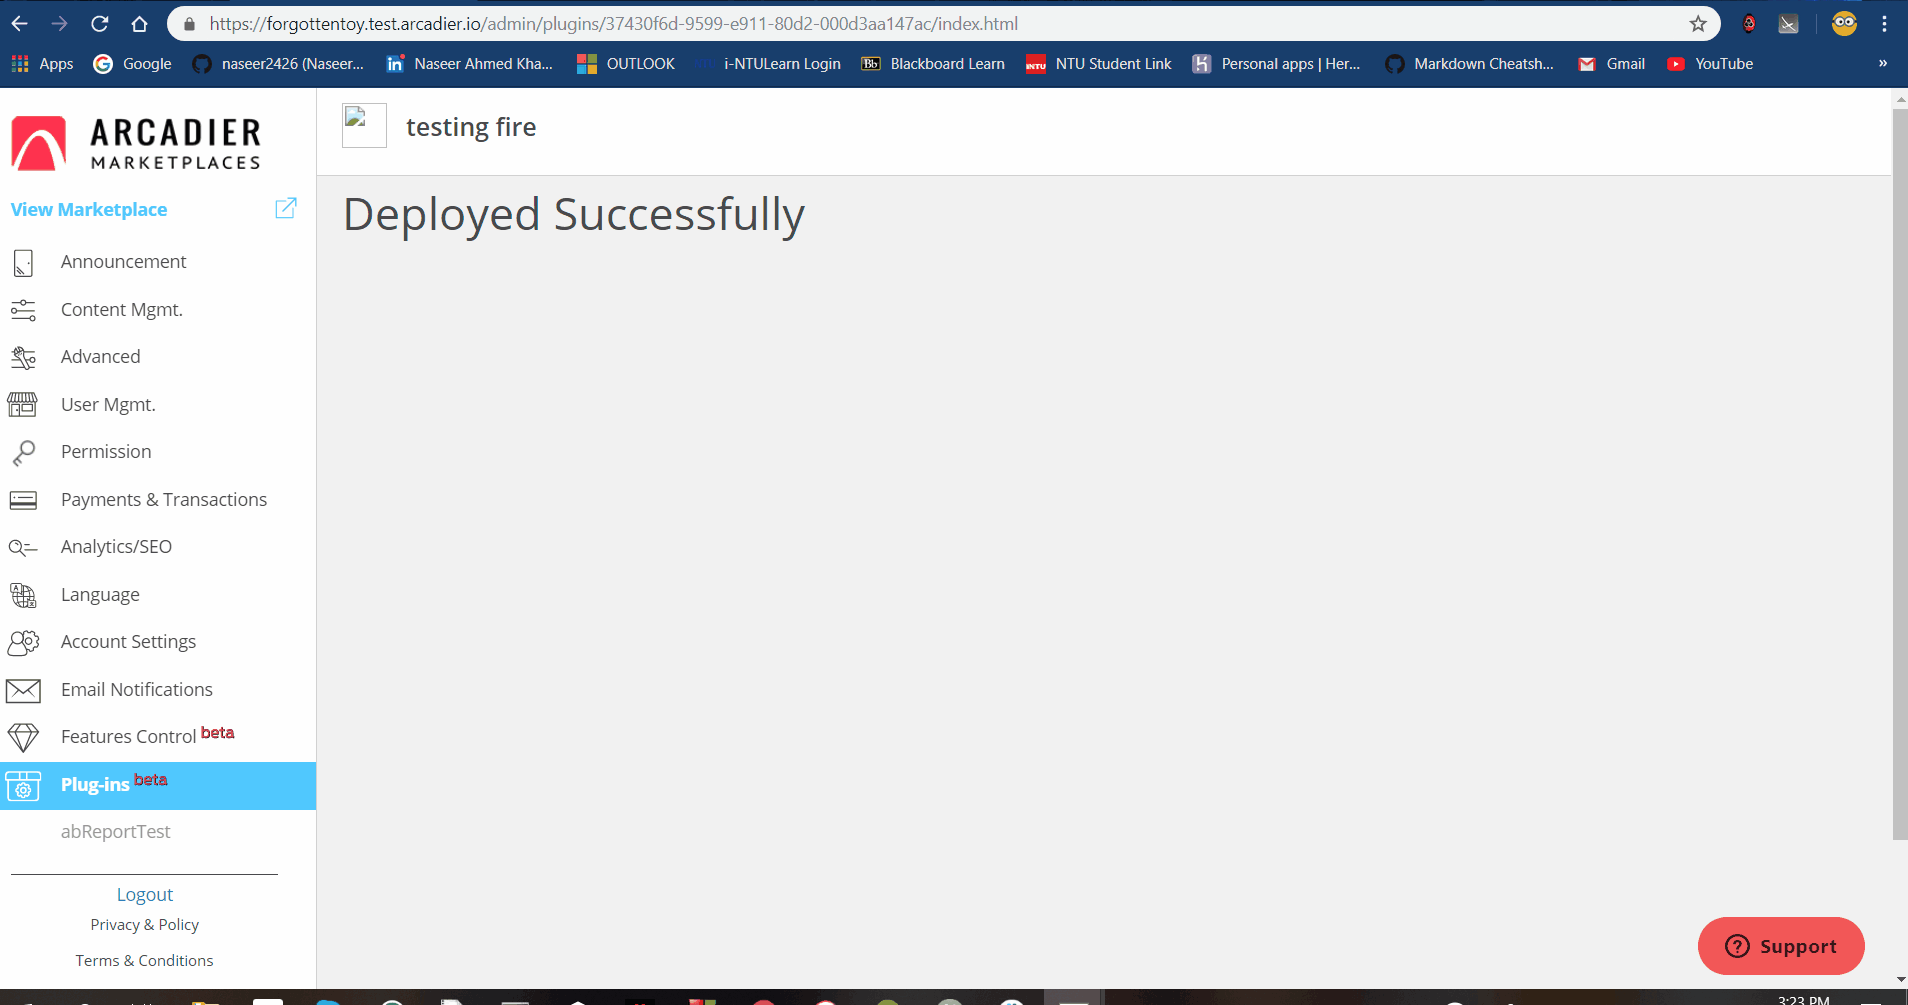 https://forgottentoy.test.arcadier.io/admin/plugins/37430f6d-9599-e911-80d2-000d3aa147ac/index.html
Apps Google naseer2426 (Naseer... in Naseer Ahmed Kha... OUTLOOK i-NTULearn Login Bb Blackboard Learn INTU NTU Student Link Personal apps | Her... Markdown Cheatsh... Gmail YouTube »
ARCADIER
MARKETPLACES
View Marketplace
Announcement
Content Mgmt.
Advanced
User Mgmt.
Permission
Payments & Transactions
Analytics/SEO
Language
Account Settings
Email Notifications
Features Control beta
Plug-ins beta
abReportTest
Logout
Privacy & Policy
Terms & Conditions
testing fire
Deployed Successfully
? Support
3:23 PM